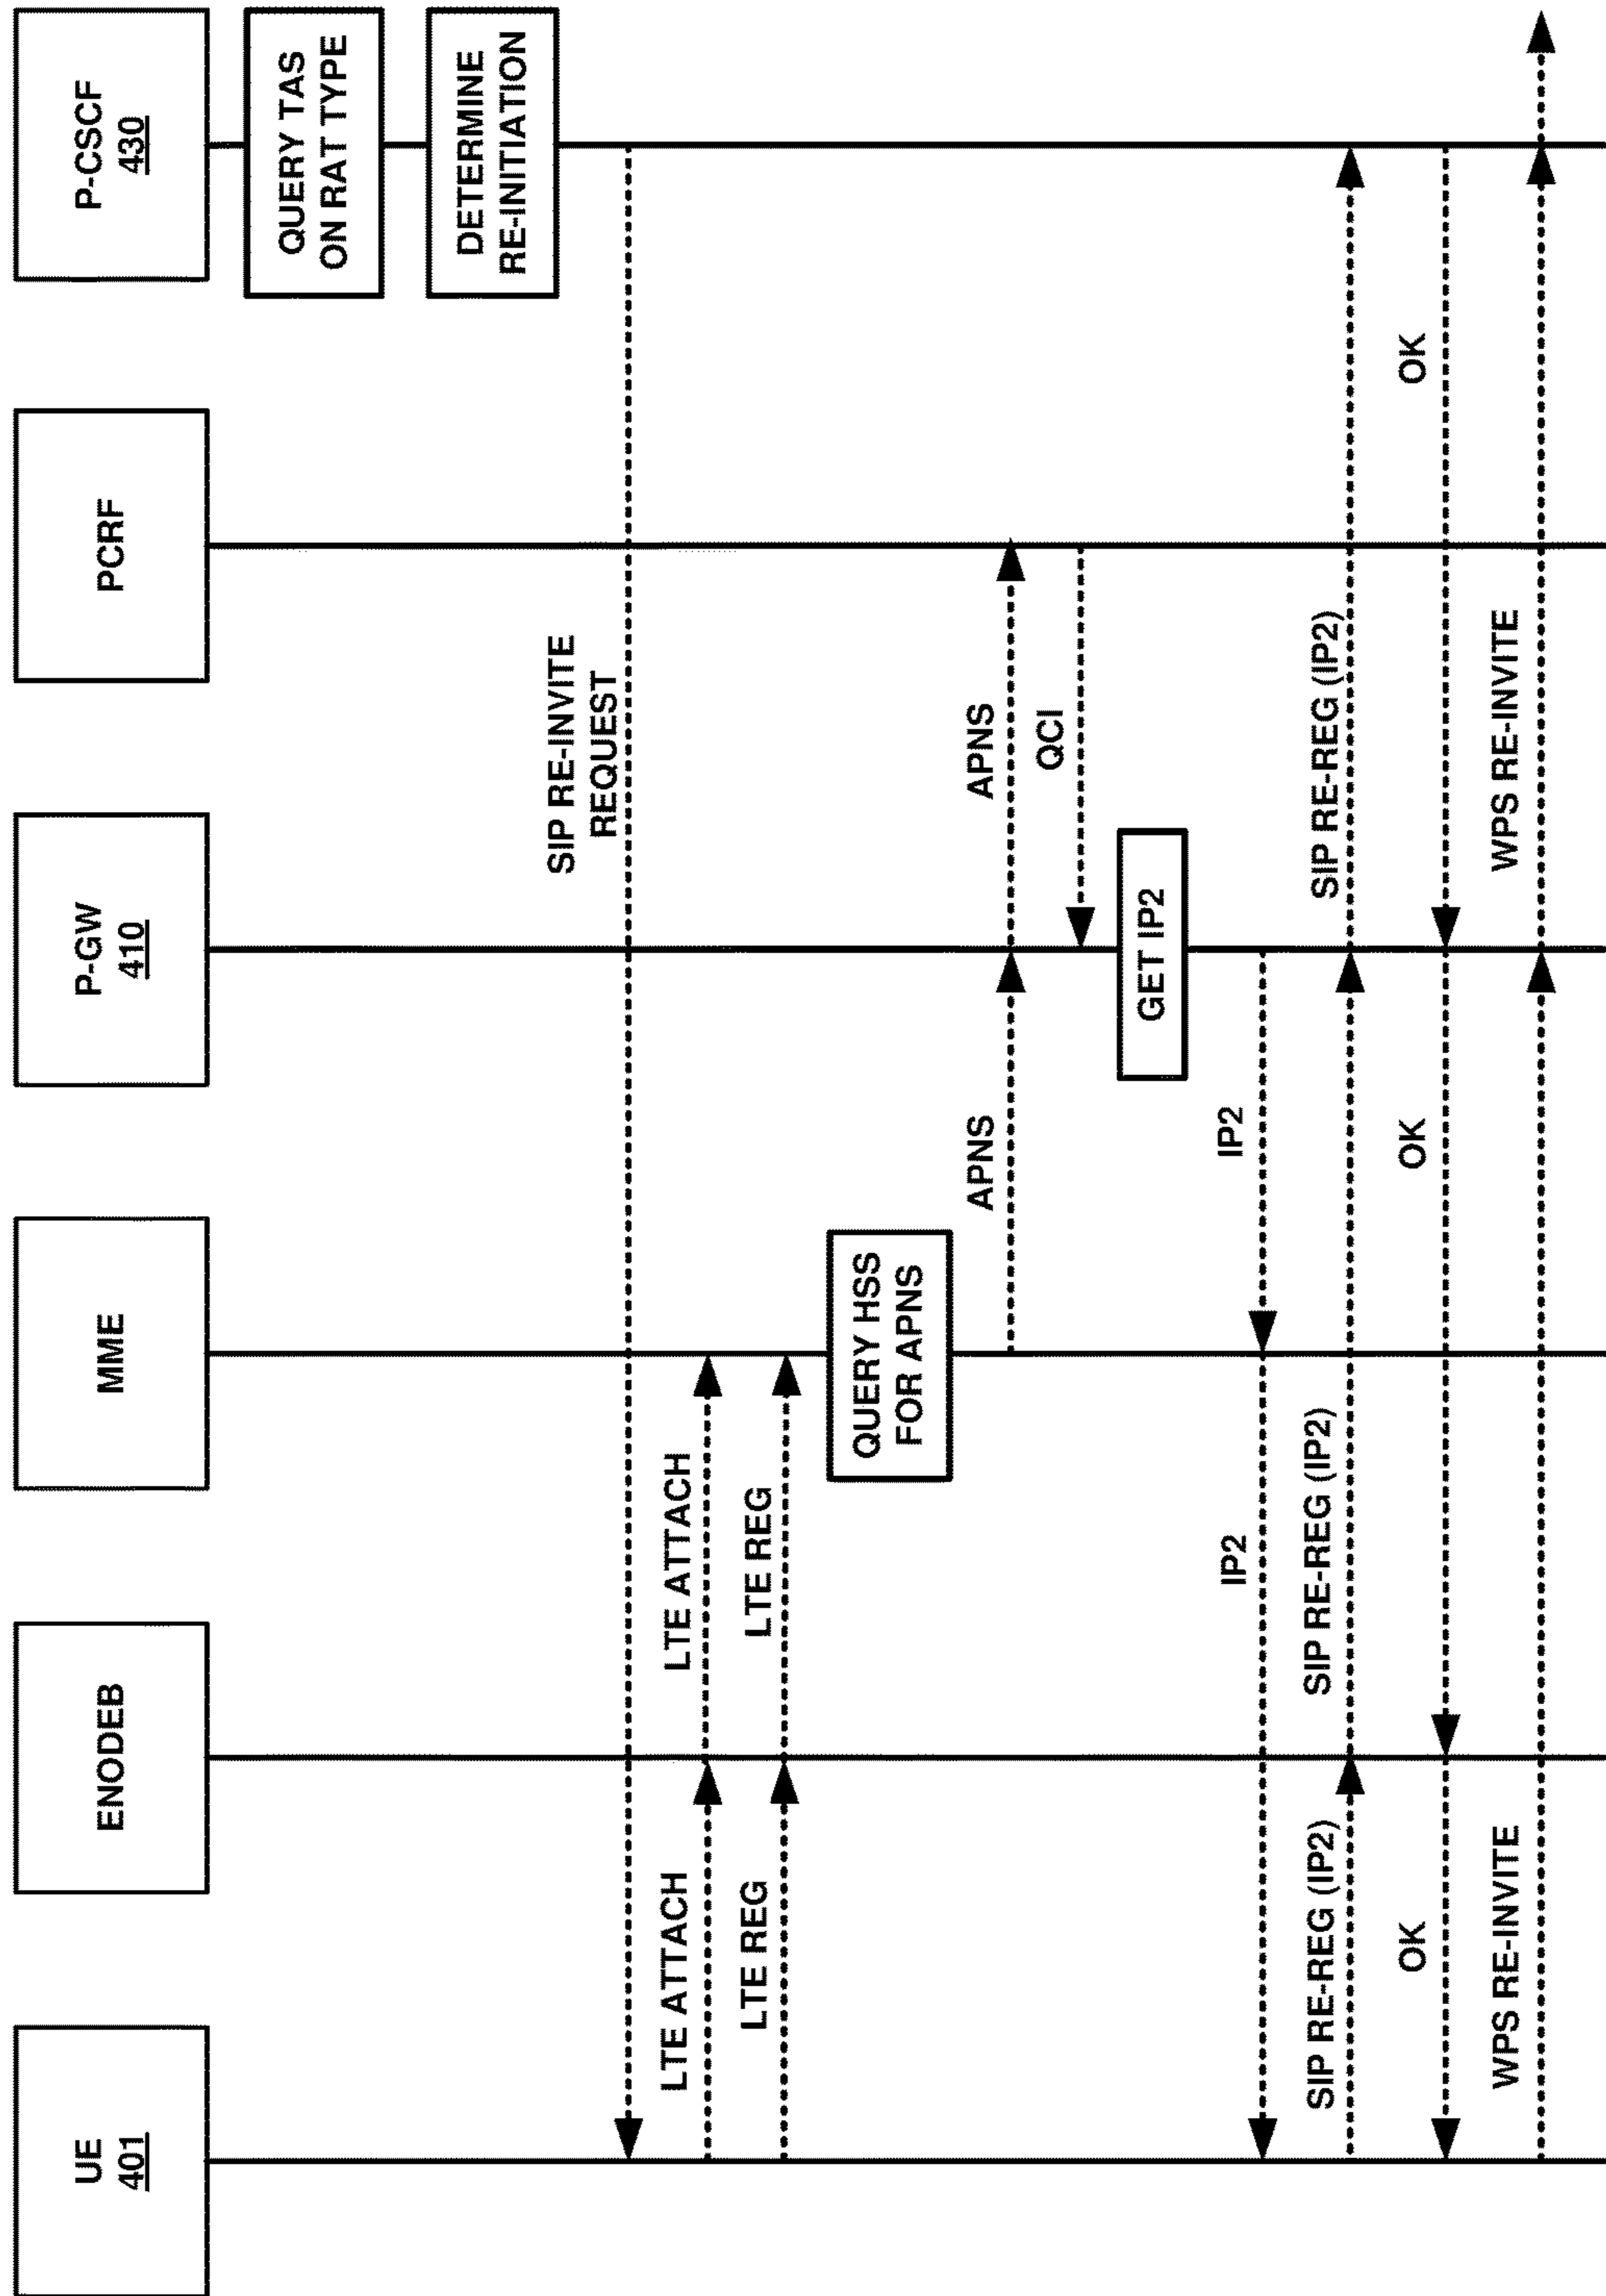 UE
401
ENODEB
MME
P-GW
410
PCRF
P-CSCF
430
QUERY TAS
ON RAT TYPE
DETERMINE
RE-INITIATION
SIP RE-INVITE
REQUEST
LTE ATTACH
LTE ATTACH
LTE REG
LTE REG
QUERY HSS
FOR APNS
APNS
APNS
QCI
GET IP2
IP2
IP2
SIP RE-REG (IP2)
SIP RE-REG (IP2)
SIP RE-REG (IP2)
OK
OK
OK
WPS RE-INVITE
WPS RE-INVITE